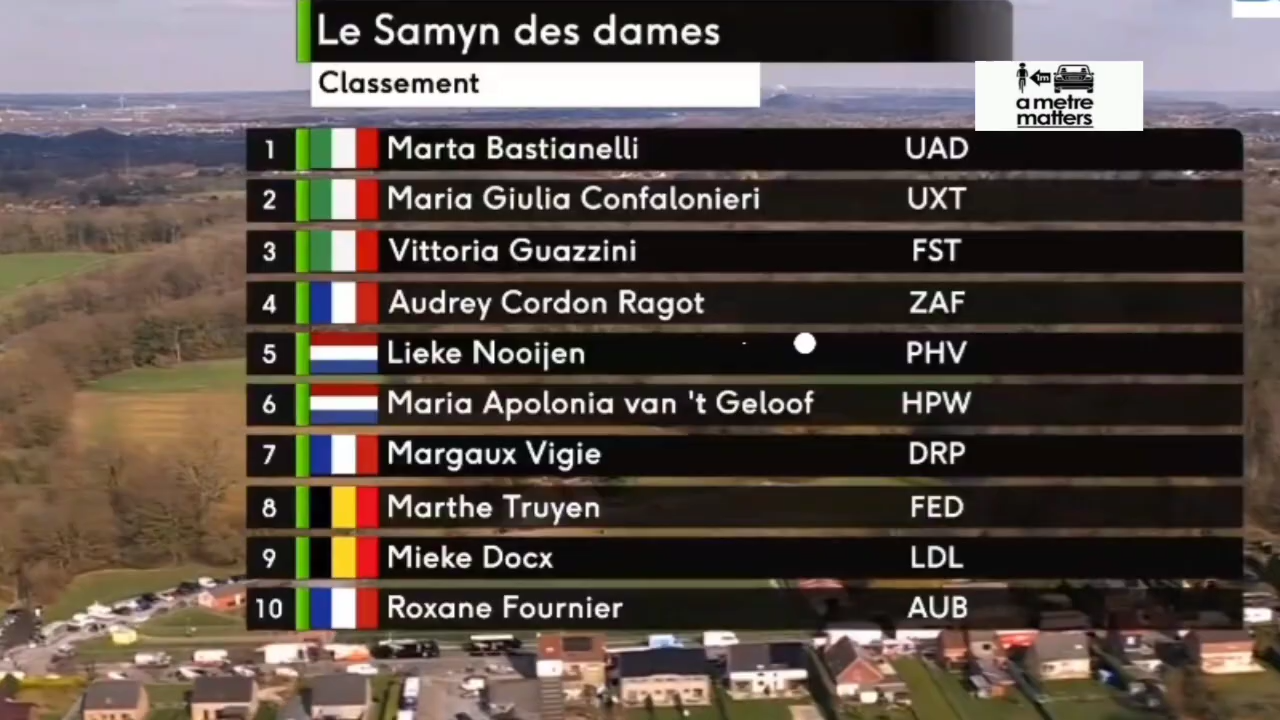 Le Samyn des dames
Classement
1m
a metre
matters
1 Marta Bastianelli UAD
2 Maria Giulia Confalonieri UXT
3 Vittoria Guazzini FST
4 Audrey Cordon Ragot ZAF
5 Lieke Nooijen PHV
6 Maria Apolonia van 't Geloof HPW
7 Margaux Vigie DRP
8 Marthe Truyen FED
9 Mieke Docx LDL
10 Roxane Fournier AUB